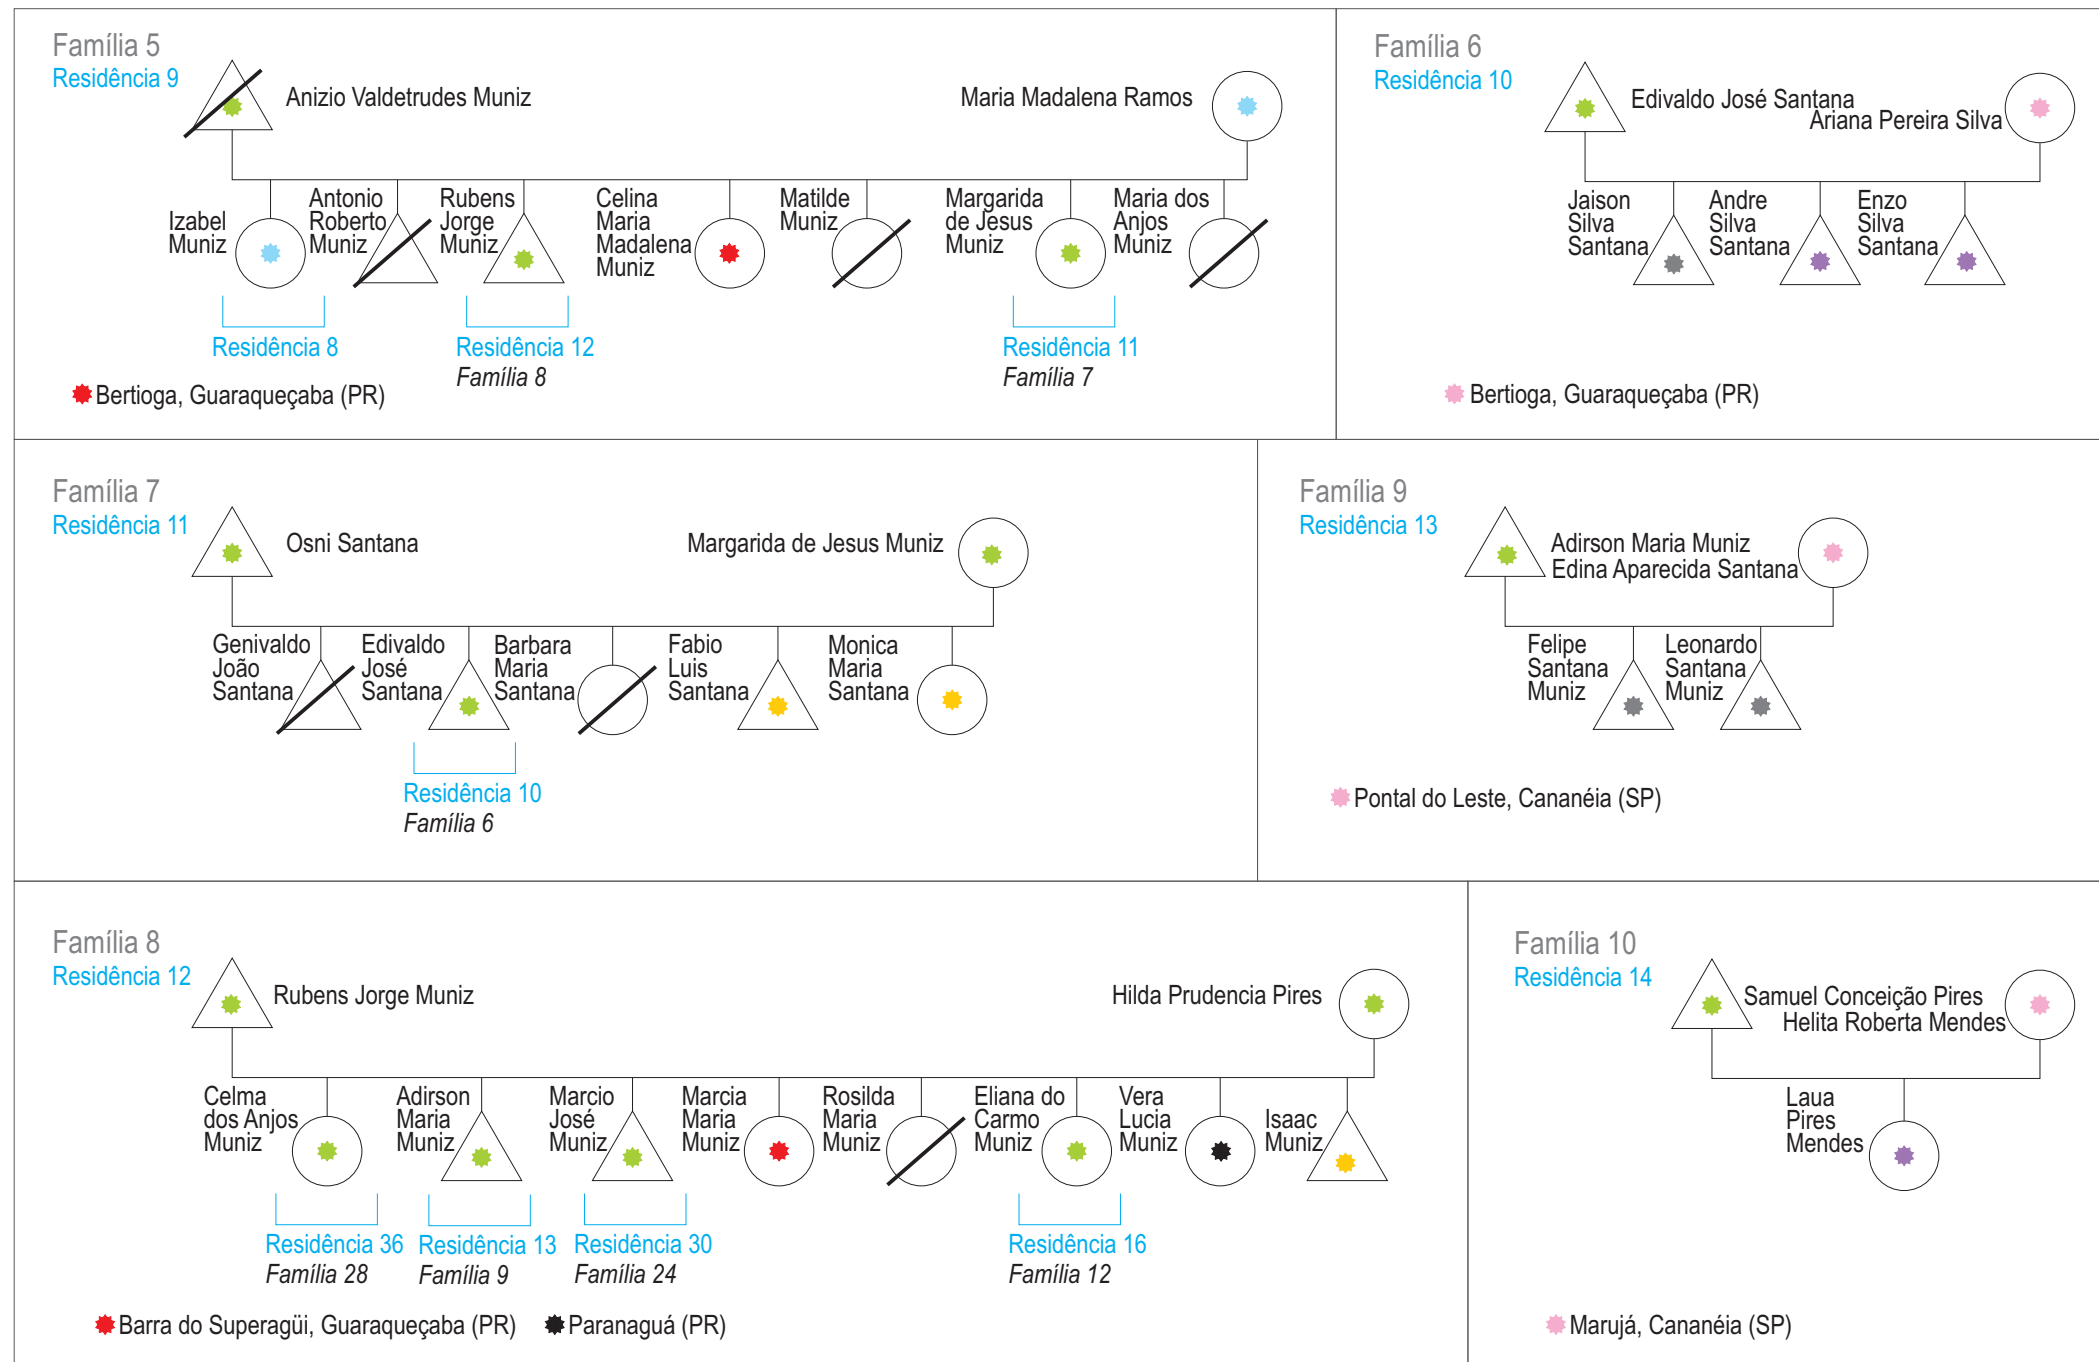 Família 5
Residência 9
Anizio Valdetrudes Muniz
Maria Madalena Ramos
Izabel
Muniz
Antonio
Roberto
Muniz
Rubens
Jorge
Muniz
Celina
Maria
Madalena
Muniz
Matilde
Muniz
Margarida
de Jesus
Muniz
Maria dos
Anjos
Muniz
Residência 8
Residência 12
Família 8
Residência 11
Família 7
Bertioga, Guaraqueçaba (PR)
Família 6
Residência 10
Edivaldo José Santana
Ariana Pereira Silva
Jaison
Silva
Santana
Andre
Silva
Santana
Enzo
Silva
Santana
Bertioga, Guaraqueçaba (PR)
Família 7
Residência 11
Osni Santana
Margarida de Jesus Muniz
Genivaldo
João
Santana
Edivaldo
José
Santana
Barbara
Maria
Santana
Fabio
Luis
Santana
Monica
Maria
Santana
Residência 10
Família 6
Família 9
Residência 13
Adirson Maria Muniz
Edina Aparecida Santana
Felipe
Santana
Muniz
Leonardo
Santana
Muniz
Pontal do Leste, Cananéia (SP)
Família 8
Residência 12
Rubens Jorge Muniz
Hilda Prudencia Pires
Celma
dos Anjos
Muniz
Adirson
Maria
Muniz
Marcio
José
Muniz
Marcia
Maria
Muniz
Rosilda
Maria
Muniz
Eliana do
Carmo
Muniz
Vera
Lucia
Muniz
Isaac
Muniz
Residência 36
Família 28
Residência 13
Família 9
Residência 30
Família 24
Residência 16
Família 12
Barra do Superagüi, Guaraqueçaba (PR)
Paranaguá (PR)
Família 10
Residência 14
Samuel Conceição Pires
Helita Roberta Mendes
Laua
Pires
Mendes
Marujá, Cananéia (SP)